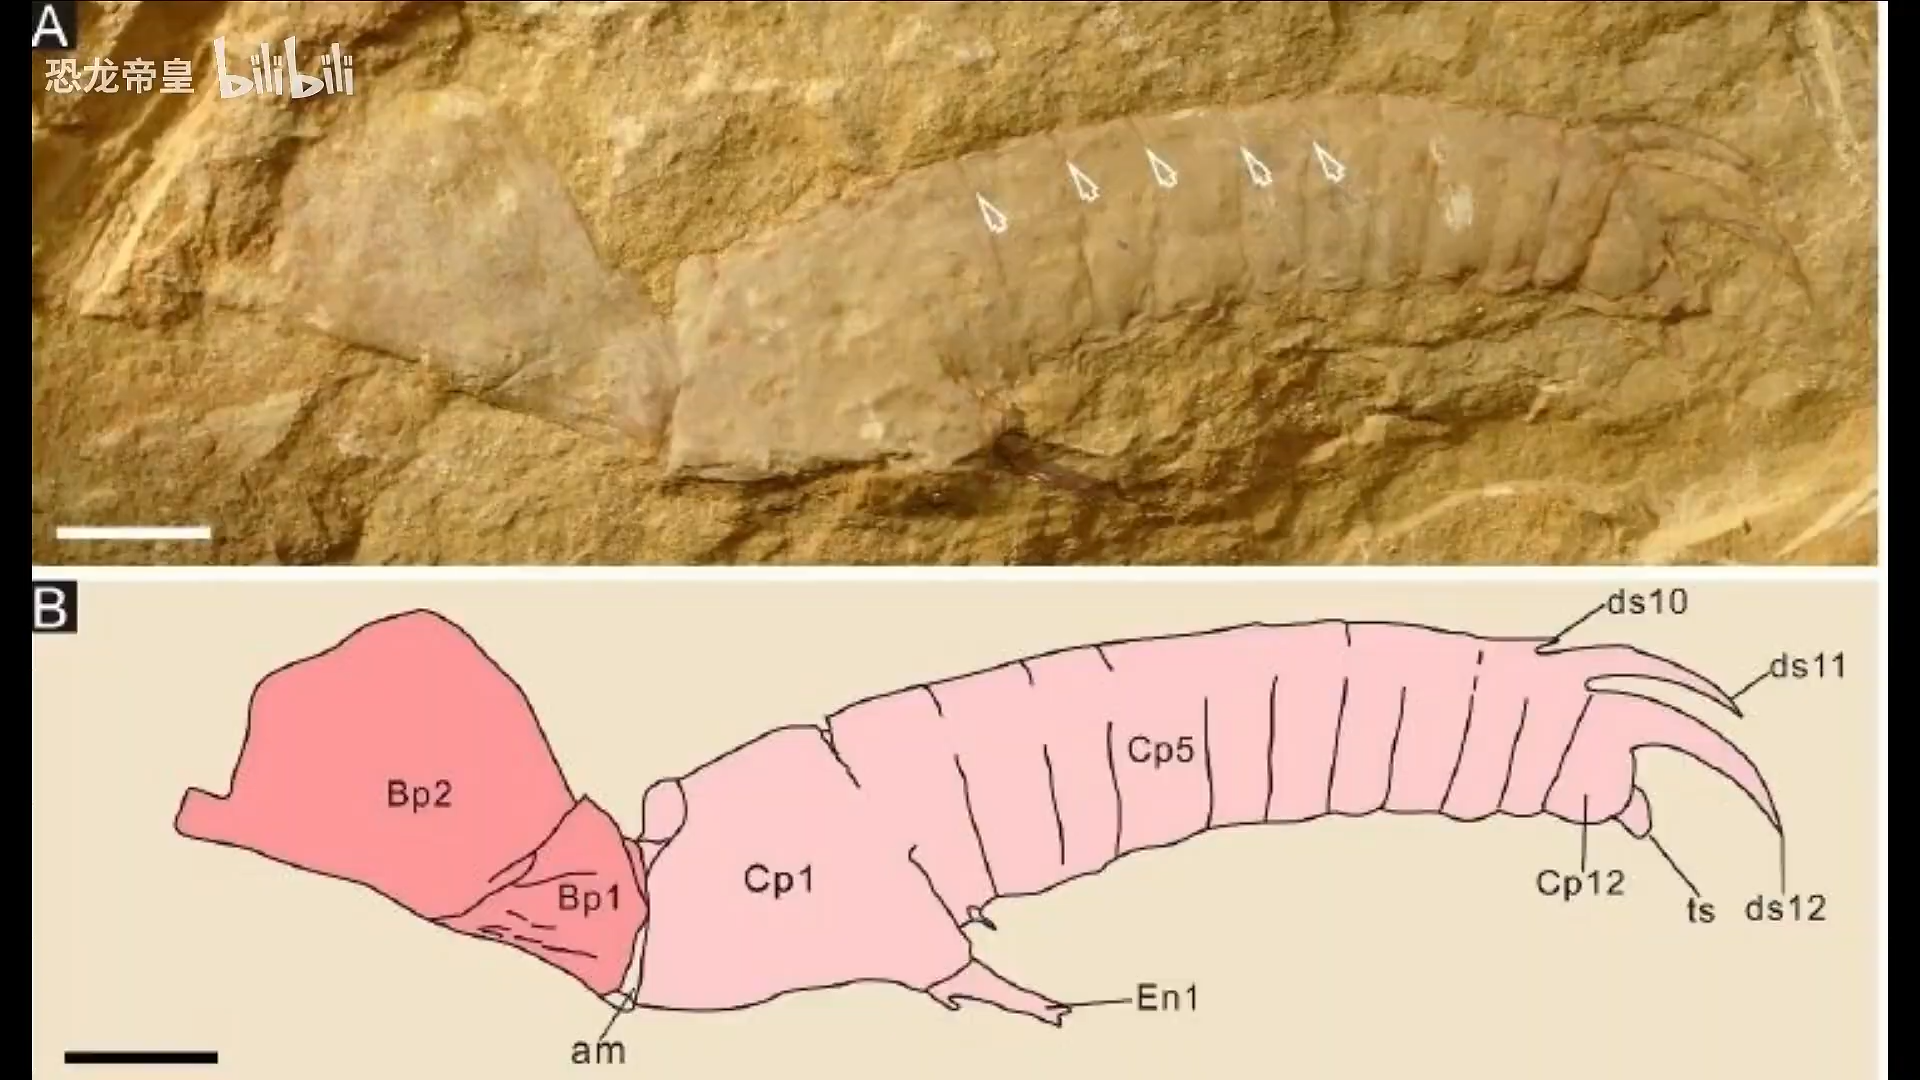 A
恐龙帝皇 bilibili
B
ds10
ds11
Cp5
Bp2
Cp1
Bp1
Cp12
ts
ds12
En1
am